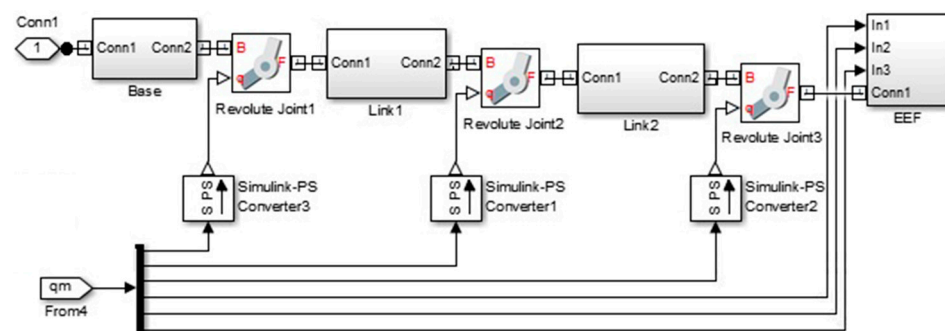 Conn1
1
Conn1 Conn2
Base
B
F
q
Revolute Joint1
Conn1 Conn2
Link1
B
F
q
Revolute Joint2
Conn1 Conn2
Link2
B
F
q
Revolute Joint3
In1
In2
In3
Conn1
EEF
S PS
Simulink-PS
Converter3
S PS
Simulink-PS
Converter1
S PS
Simulink-PS
Converter2
qm
From4